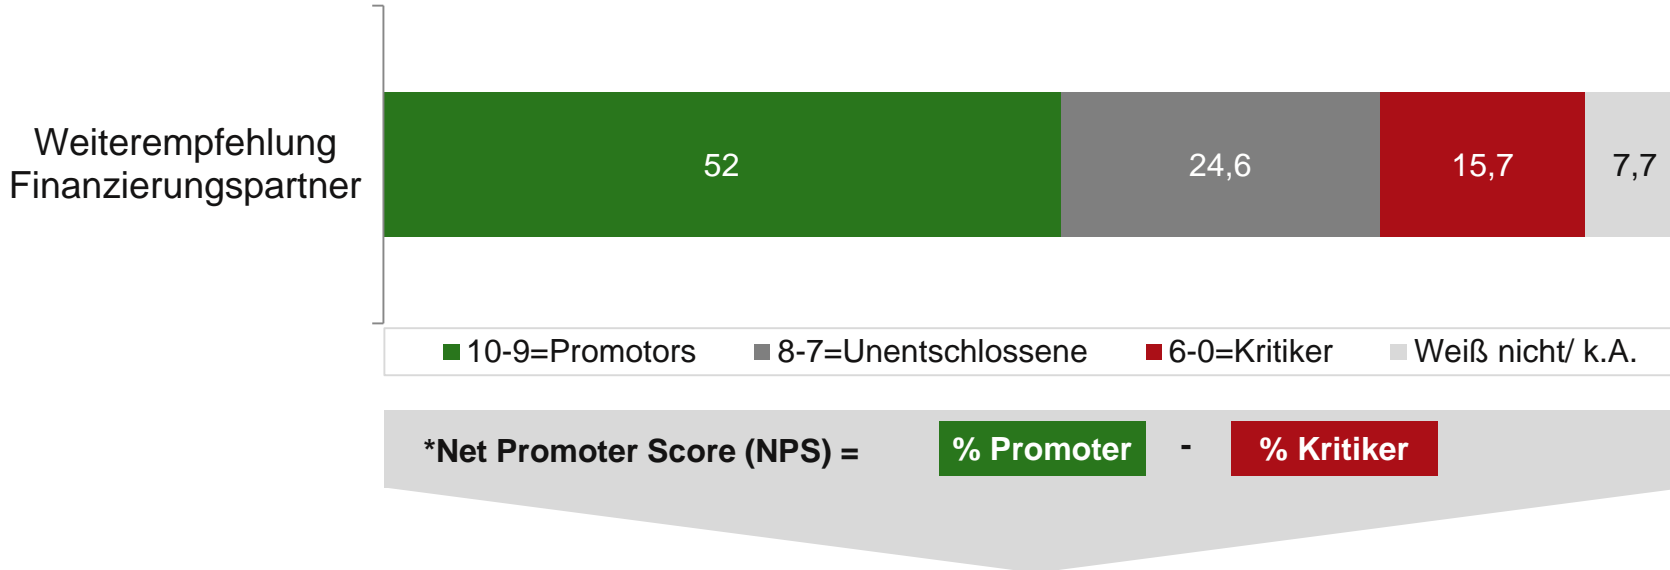 Weiterempfehlung
Finanzierungspartner
52
24,6
15,7
7,7
10-9=Promotors
8-7=Unentschlossene
6-0=Kritiker
Weiß nicht/ k.A.
*Net Promoter Score (NPS) = % Promoter - % Kritiker